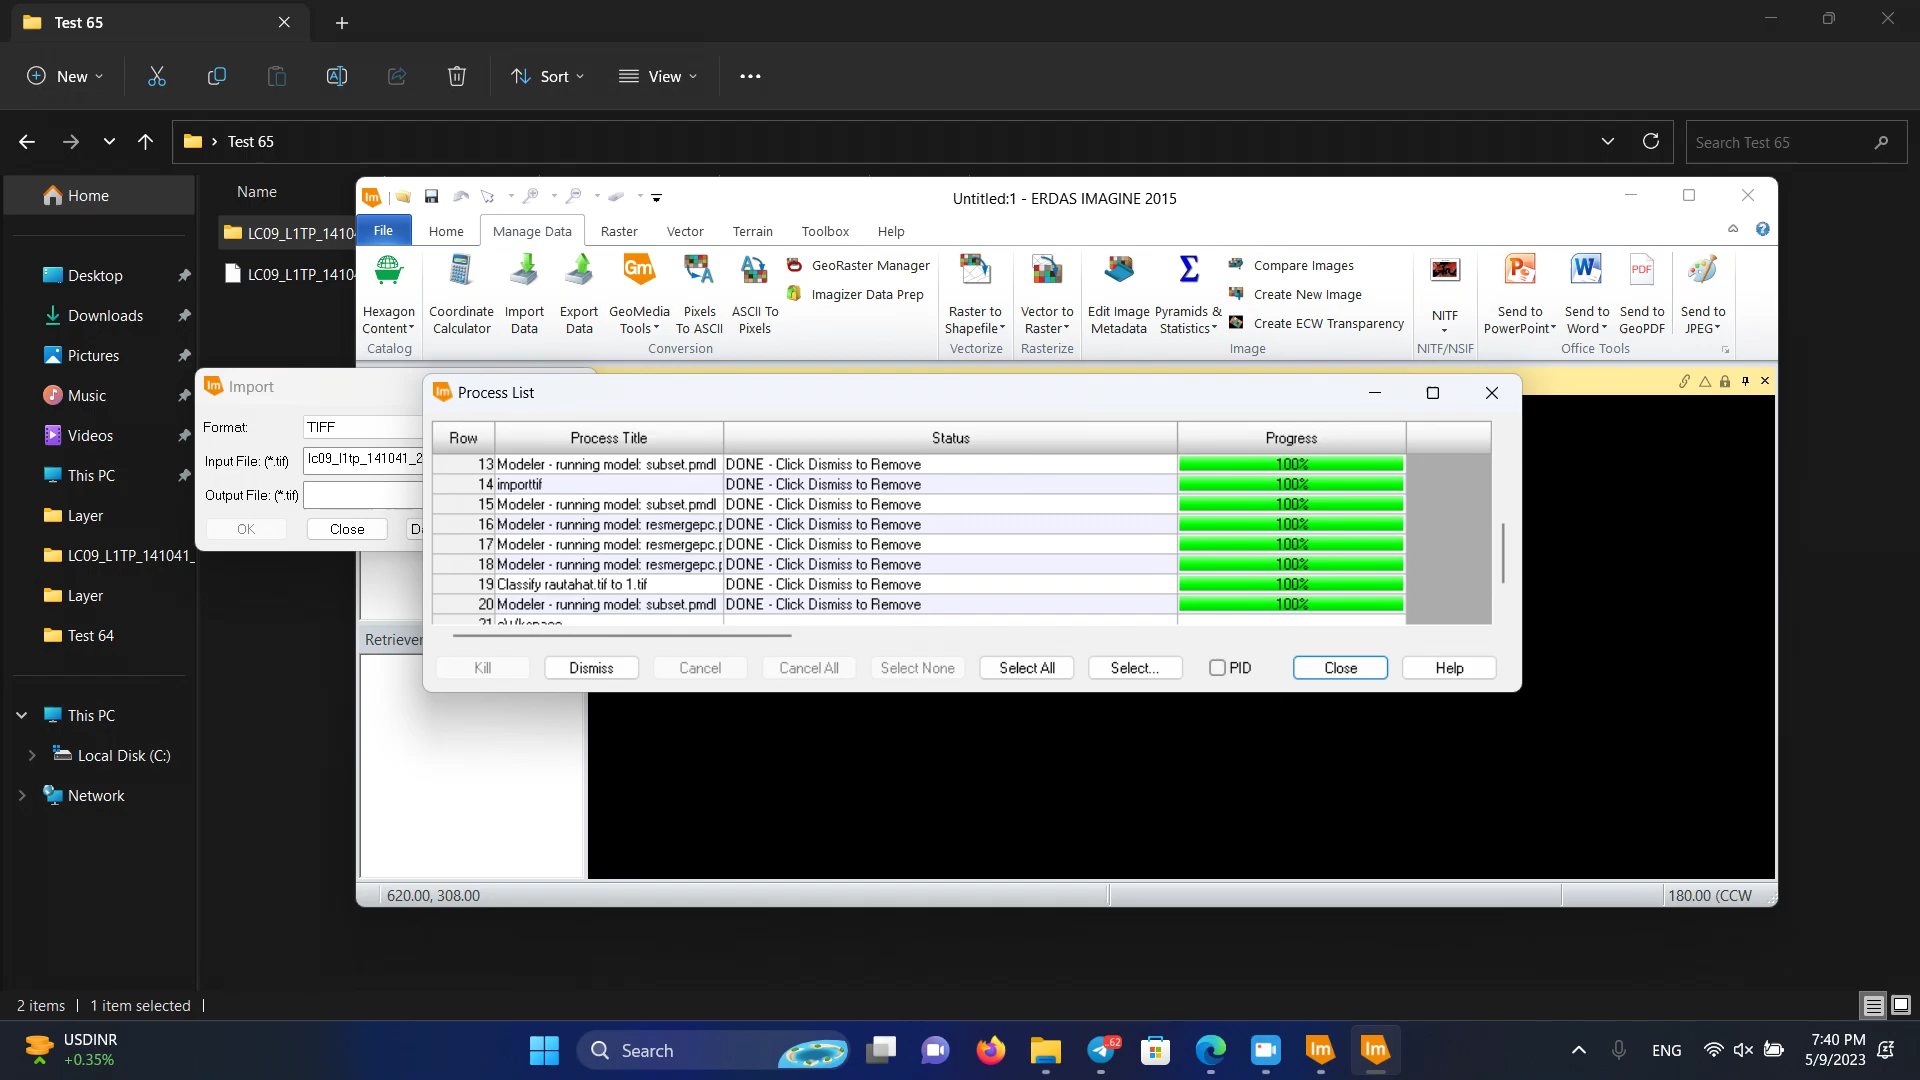 Test 65
New
Sort
View
Test 65
Search Test 65
Home
Name
Untitled:1 - ERDAS IMAGINE 2015
File
Home
Manage Data
Raster
Vector
Terrain
Toolbox
Help
LC09_L1TP_1410
LC09_L1TP_1410
Desktop
Downloads
Pictures
Music
Videos
This PC
Layer
LC09_L1TP_141041_
Layer
Test 64
This PC
Local Disk (C:)
Network
Hexagon Content
Coordinate Calculator
Import Data
Export Data
GeoMedia Tools
Pixels To ASCII
ASCII To Pixels
GeoRaster Manager
Imagizer Data Prep
Raster to Shapefile
Vector to Raster
Edit Image Metadata
Pyramids & Statistics
Compare Images
Create New Image
Create ECW Transparency
NITF
Send to PowerPoint
Send to Word
Send to GeoPDF
Send to JPEG
Catalog
Conversion
Vectorize
Rasterize
Image
NITF/NSIF
Office Tools
Import
Format:
TIFF
Input File: (*.tif)
lc09_l1tp_141041_2
Output File: (*.tif)
OK
Close
Process List
Row Process Title Status Progress
13 Modeler - running model: subset.pmdl DONE - Click Dismiss to Remove 100%
14 importtif DONE - Click Dismiss to Remove 100%
15 Modeler - running model: subset.pmdl DONE - Click Dismiss to Remove 100%
16 Modeler - running model: resmergepc.p DONE - Click Dismiss to Remove 100%
17 Modeler - running model: resmergepc.p DONE - Click Dismiss to Remove 100%
18 Modeler - running model: resmergepc.p DONE - Click Dismiss to Remove 100%
19 Classify rautahat.tif to 1.tif DONE - Click Dismiss to Remove 100%
20 Modeler - running model: subset.pmdl DONE - Click Dismiss to Remove 100%
21
Kill
Dismiss
Cancel
Cancel All
Select None
Select All
Select...
PID
Close
Help
Retriever
620.00, 308.00
180.00 (CCW
2 items
1 item selected
USDINR
+0.35%
Search
62
ENG
7:40 PM
5/9/2023